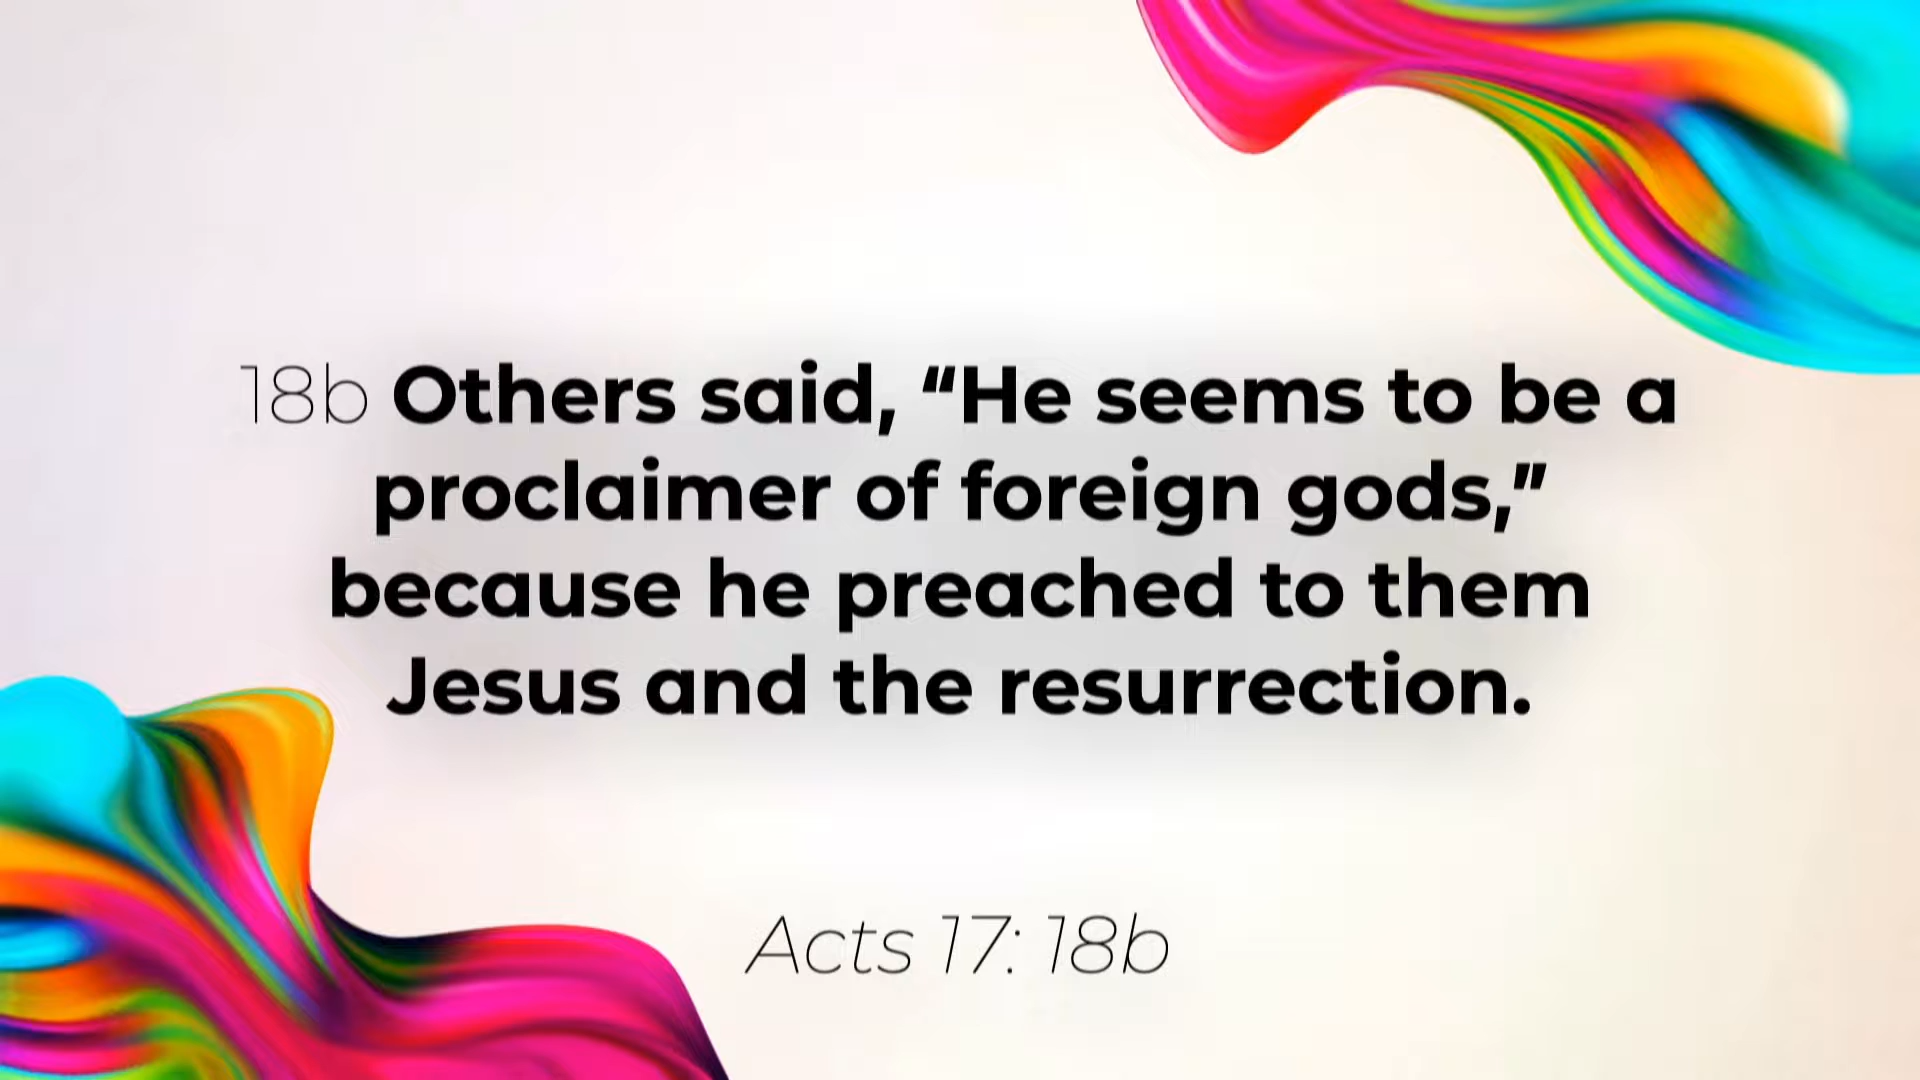 18b Others said, “He seems to be a
proclaimer of foreign gods,”
because he preached to them
Jesus and the resurrection.
Acts 17: 18b